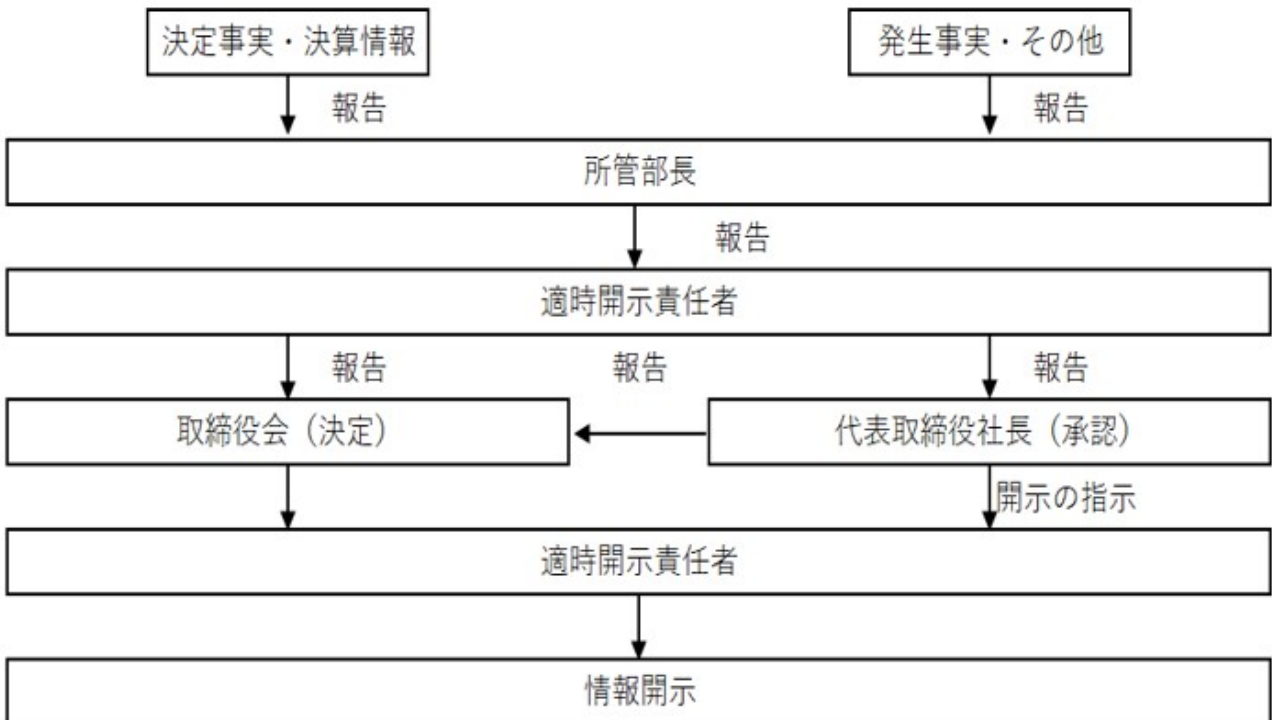 決定事実・決算情報
発生事実・その他
報告
報告
所管部長
報告
適時開示責任者
報告
報告
報告
取締役会（決定）
代表取締役社長（承認）
開示の指示
適時開示責任者
情報開示